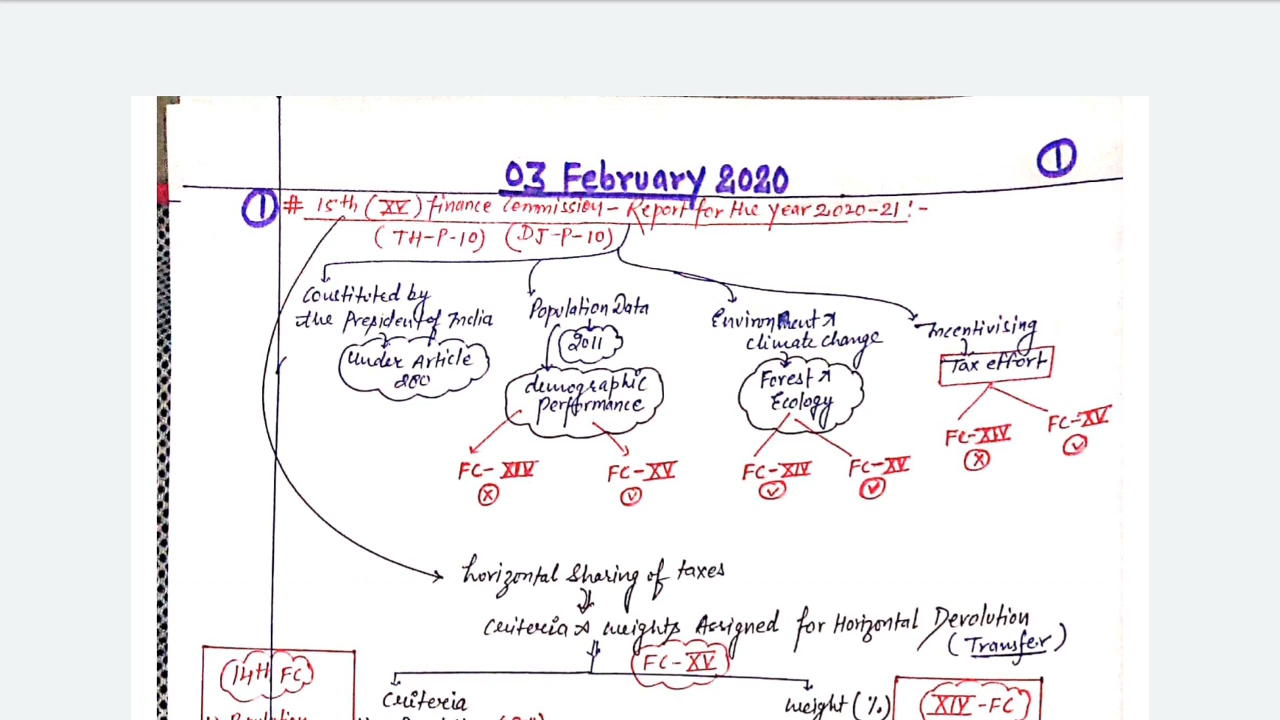 03 February 2020
1
1 # 15th (XV) finance Commission - Report for the year 2020-21! -
(TH-P-10) (DJ-P-10)
Constituted by
the President of India
Under Article
280
Population Data
2011
demographic
Performance
FC-XIV
FC-XV
Environment &
climate change
Forest &
Ecology
FC-XIV
FC-XV
Incentivising
Tax effort
FC-XIV
FC-XV
horizontal sharing of taxes
Criteria & weights Assigned for Horizontal Devolution
(Transfer)
FC-XV
14th FC
Criteria
weight (%)
XIV-FC
Population